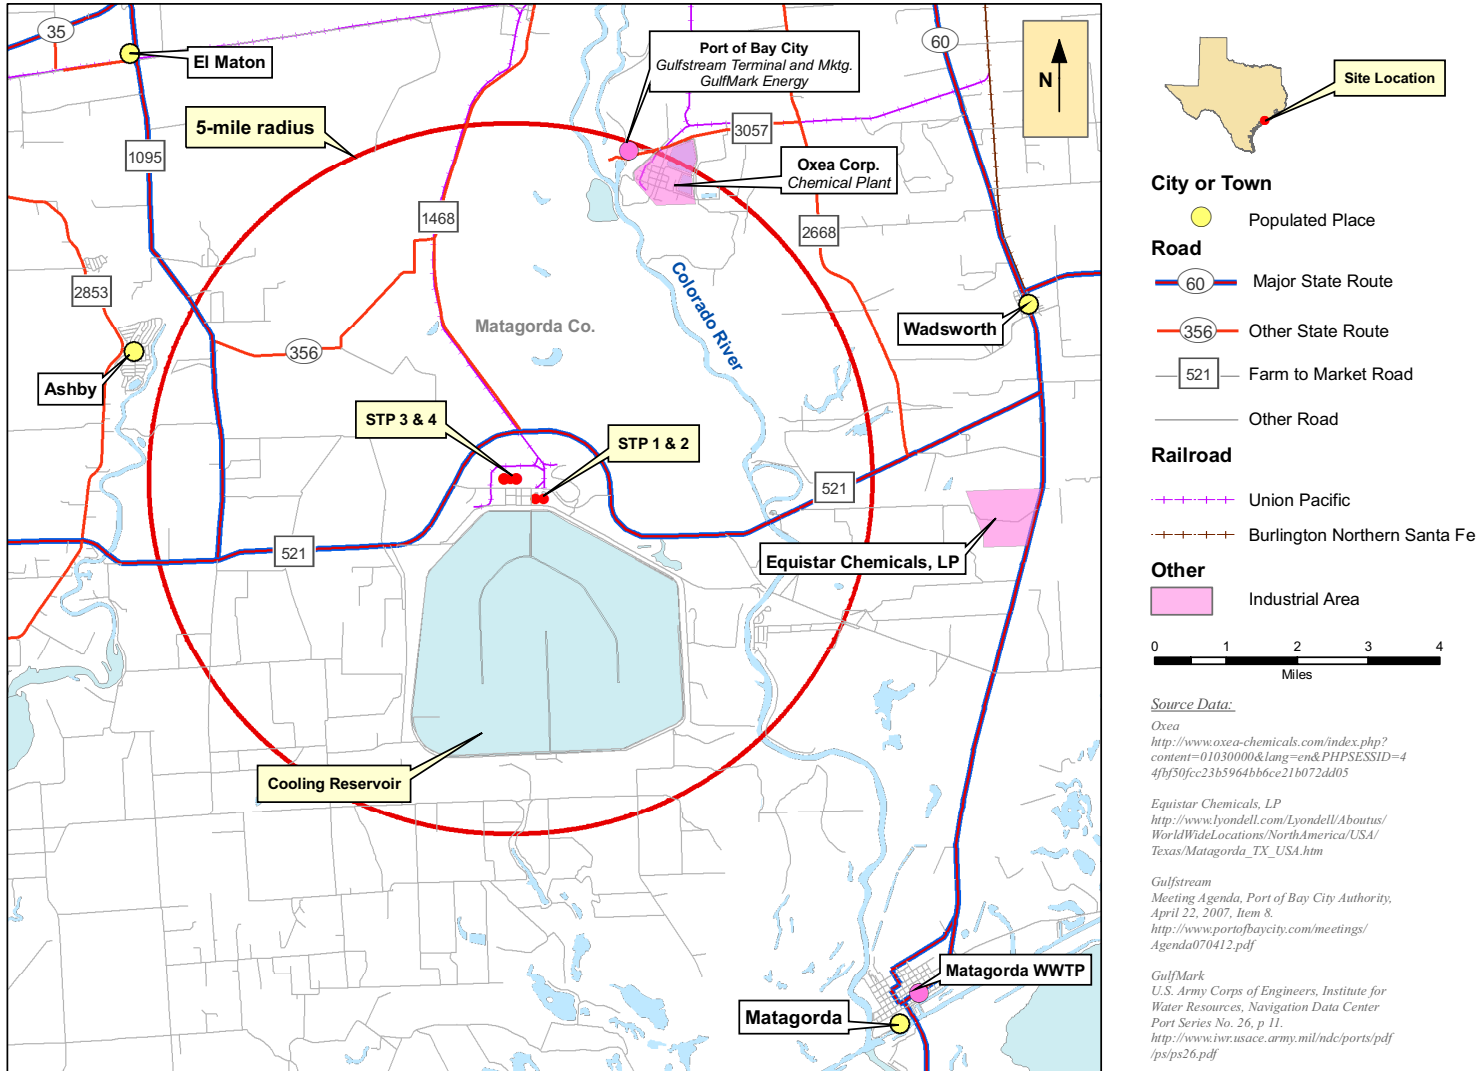 35
El Maton
Port of Bay City
Gulfstream Terminal and Mktg.
GulfMark Energy
60
N
5-mile radius
1095
3057
Oxea Corp.
Chemical Plant
1468
2668
2853
Colorado River
Matagorda Co.
Wadsworth
356
Ashby
STP 3 & 4
STP 1 & 2
521
521
Equistar Chemicals, LP
Cooling Reservoir
Matagorda WWTP
Matagorda
Site Location
City or Town
Populated Place
Road
60
Major State Route
356
Other State Route
521
Farm to Market Road
Other Road
Railroad
Union Pacific
Burlington Northern Santa Fe
Other
Industrial Area
0 1 2 3 4
Miles
Source Data:
Oxea
http://www.oxea-chemicals.com/index.php?
content=01030000&lang=en&PHPSESSID=4
4fbf50fcc23b5964bb6ce21b072dd05
Equistar Chemicals, LP
http://www.lyondell.com/Lyondell/Aboutus/
WorldWideLocations/NorthAmerica/USA/
Texas/Matagorda_TX_USA.htm
Gulfstream
Meeting Agenda, Port of Bay City Authority,
April 22, 2007, Item 8.
http://www.portofbaycity.com/meetings/
Agenda070412.pdf
GulfMark
U.S. Army Corps of Engineers, Institute for
Water Resources, Navigation Data Center
Port Series No. 26, p 11.
http://www.iwr.usace.army.mil/ndc/ports/pdf
/ps/ps26.pdf